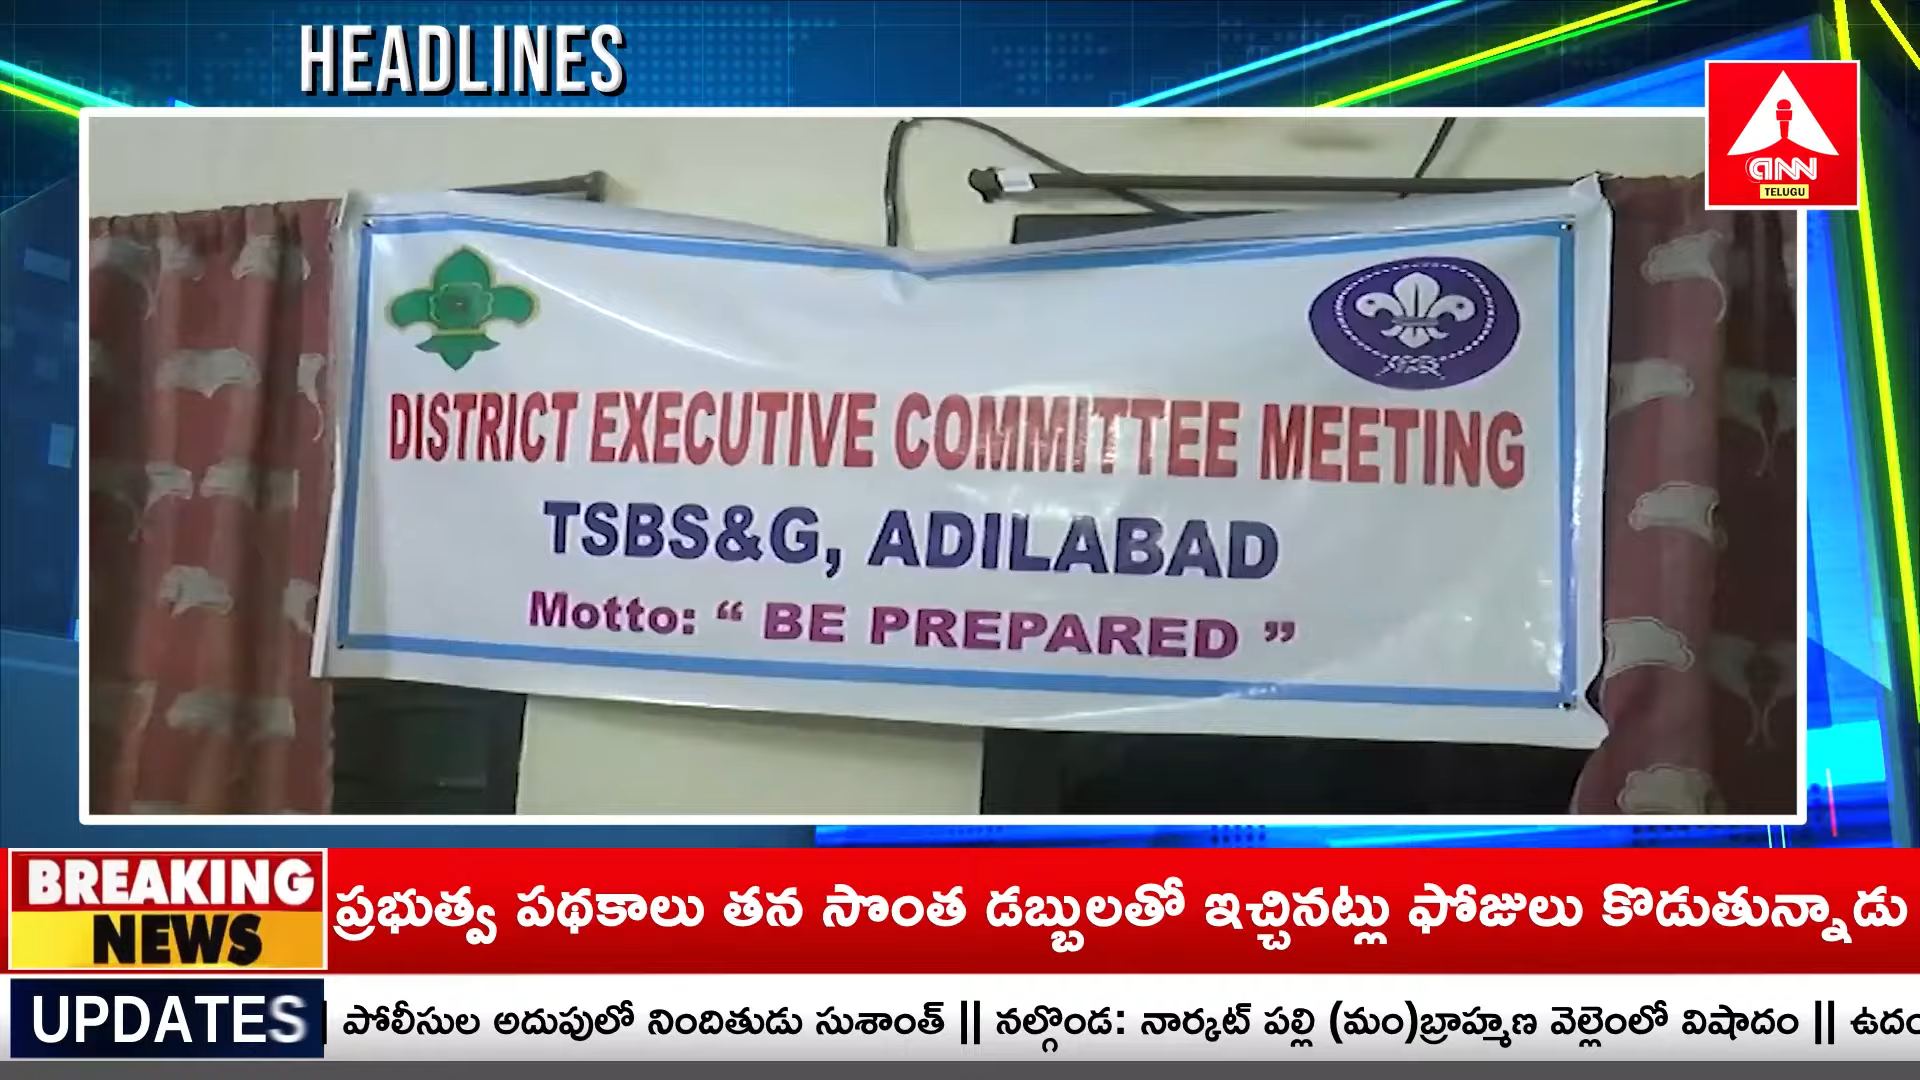 HEADLINES
ANN
TELUGU
DISTRICT EXECUTIVE COMMITTEE MEETING
TSBS&G, ADILABAD
Motto: “ BE PREPARED ”
BREAKING
NEWS
ప్రభుత్వ పథకాలు తన సొంత డబ్బులతో ఇచ్చినట్లు ఫోజులు కొడుతున్నాడు
UPDATES
| పోలీసుల అదుపులో నిందితుడు సుశాంత్ || నల్గొండ: నార్కట్ పల్లి (మం)బ్రాహ్మణ వెల్లెంలో విషాదం ||